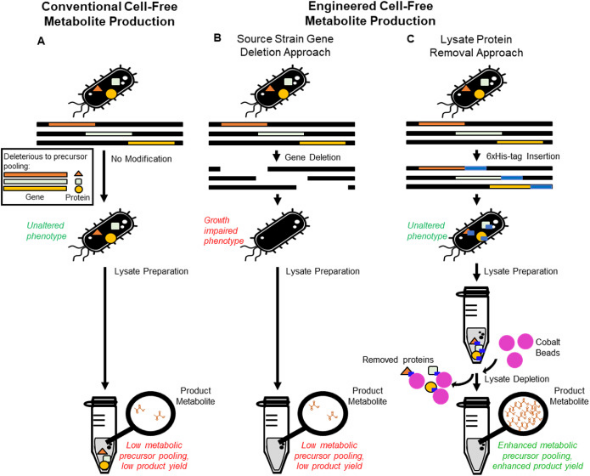 Conventional Cell-Free
Metabolite Production
Engineered Cell-Free
Metabolite Production
A
B
Source Strain Gene
Deletion Approach
C
Lysate Protein
Removal Approach
Deleterious to precursor
pooling:
Gene
Protein
No Modification
Gene Deletion
6xHis-tag Insertion
Unaltered
phenotype
Growth
impaired
phenotype
Unaltered
phenotype
Lysate Preparation
Lysate Preparation
Lysate Preparation
Cobalt
Beads
Removed proteins
Lysate Depletion
Product
Metabolite
Product
Metabolite
Product
Metabolite
Low metabolic
precursor pooling,
low product yield
Low metabolic
precursor pooling,
low product yield
Enhanced metabolic
precursor pooling,
enhanced product yield